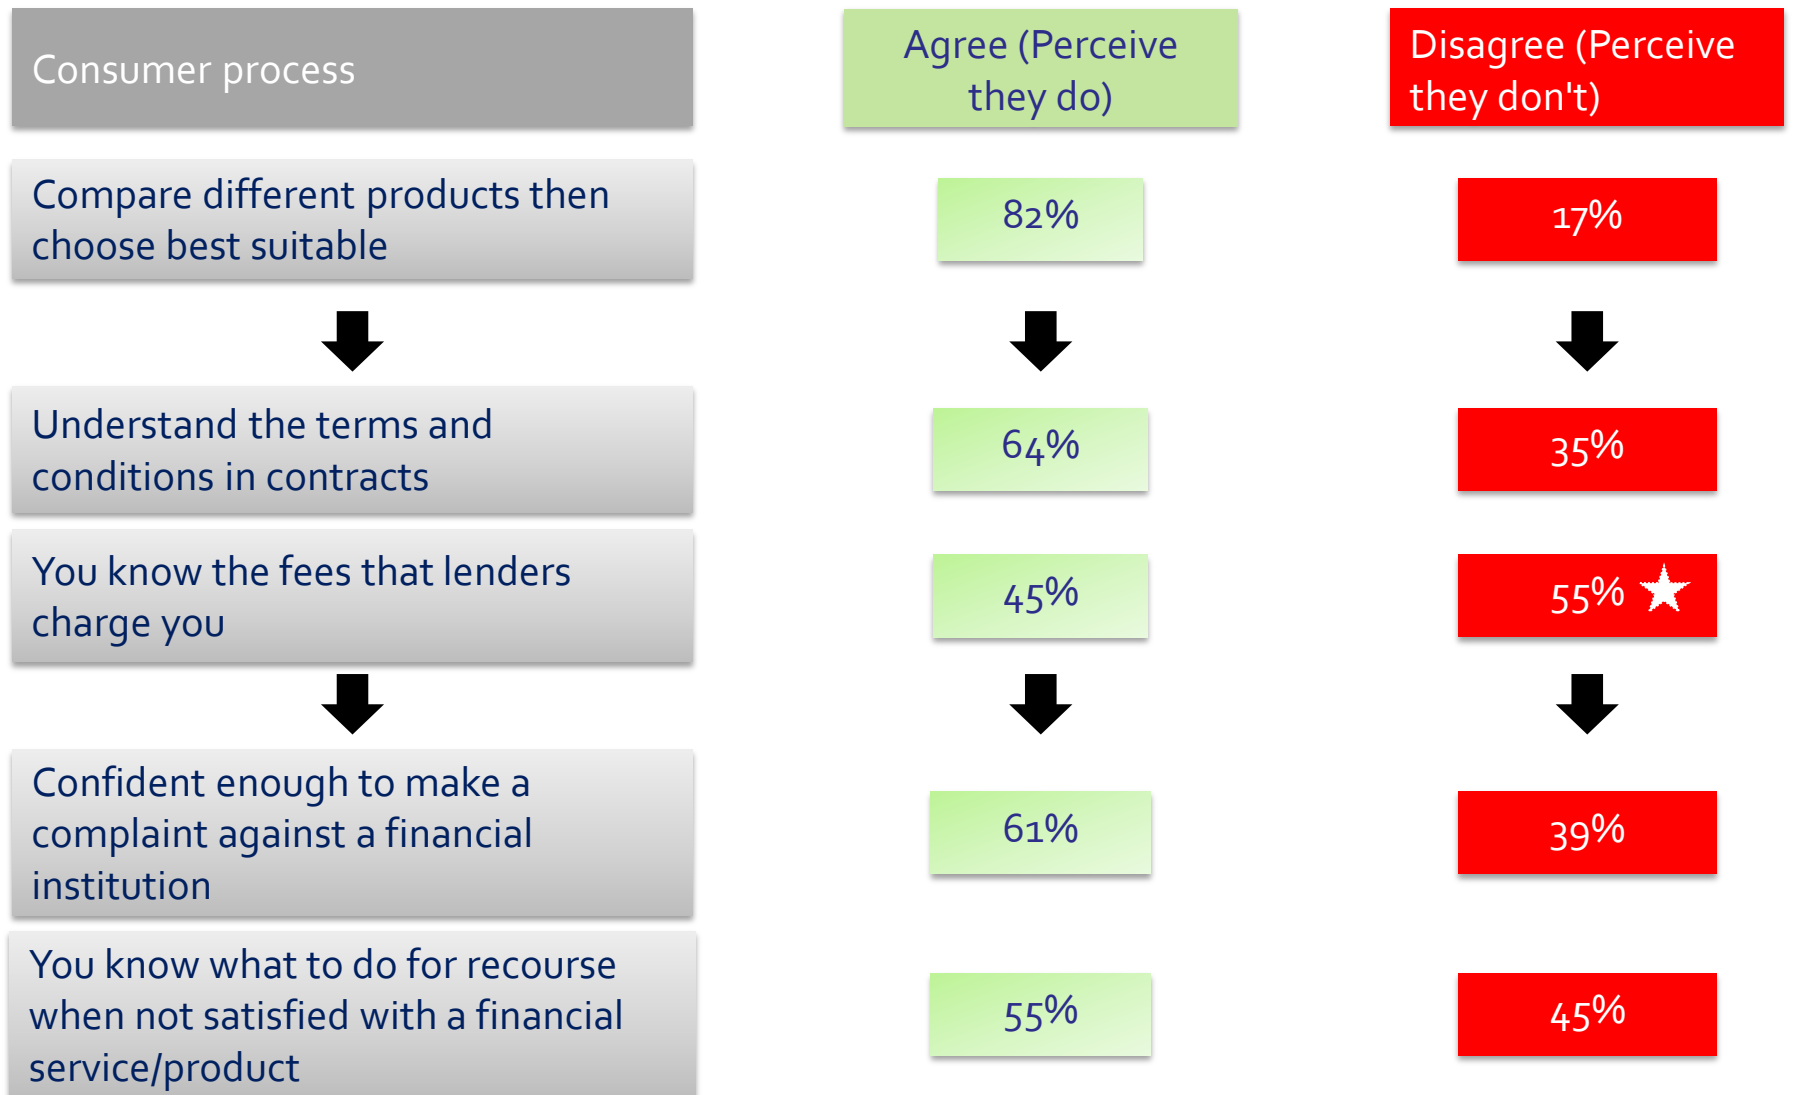 Consumer process
Agree (Perceive
they do)
Disagree (Perceive
they don't)
Compare different products then
choose best suitable
82%
17%
Understand the terms and
conditions in contracts
64%
35%
You know the fees that lenders
charge you
45%
55%
Confident enough to make a
complaint against a financial
institution
61%
39%
You know what to do for recourse
when not satisfied with a financial
service/product
55%
45%